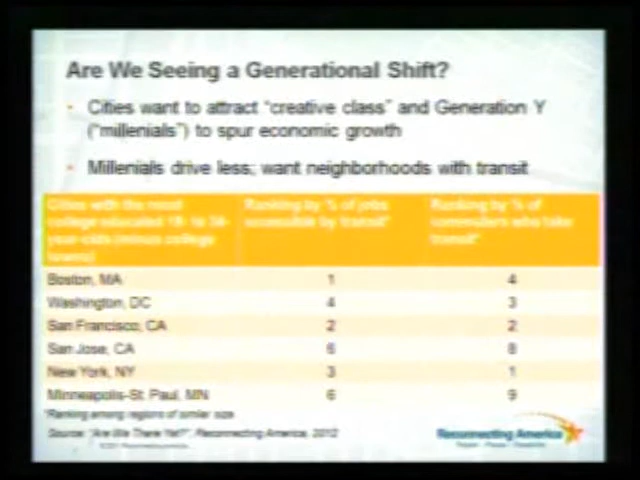 Are We Seeing a Generational Shift?
• Cities want to attract "creative class" and Generation Y
("millenials") to spur economic growth
• Millenials drive less; want neighborhoods with transit
Cities with the most Ranking by % of jobs Ranking by % of
college educated 18- to 34- accessible by transit* commuters who take
year-olds (minus college transit*
towns)
Boston, MA 1 4
Washington, DC 4 3
San Francisco, CA 2 2
San Jose, CA 6 8
New York, NY 3 1
Minneapolis-St. Paul, MN 6 9
*Ranking among regions of similar size
Source: "Are We There Yet?", Reconnecting America, 2012
Reconnecting America